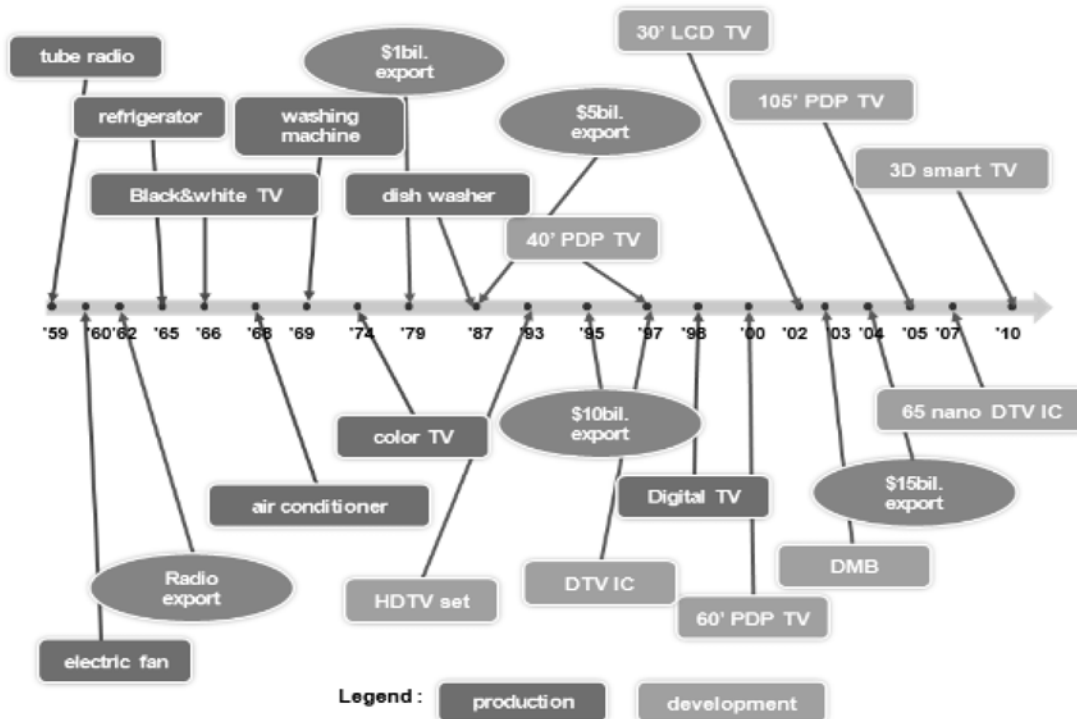 30' LCD TV
tube radio
$1bil.
export
105' PDP TV
refrigerator
washing
machine
$5bil.
export
3D smart TV
Black&white TV
dish washer
40' PDP TV
'59 '60 '62 '65 '66 '68 '69 '74 '79 '87 '93 '95 '97 '98 '00 '02 '03 '04 '05 '07 '10
65 nano DTV IC
$10bil.
export
color TV
$15bil.
export
Digital TV
air conditioner
DMB
Radio
export
DTV IC
HDTV set
60' PDP TV
electric fan
Legend : production development